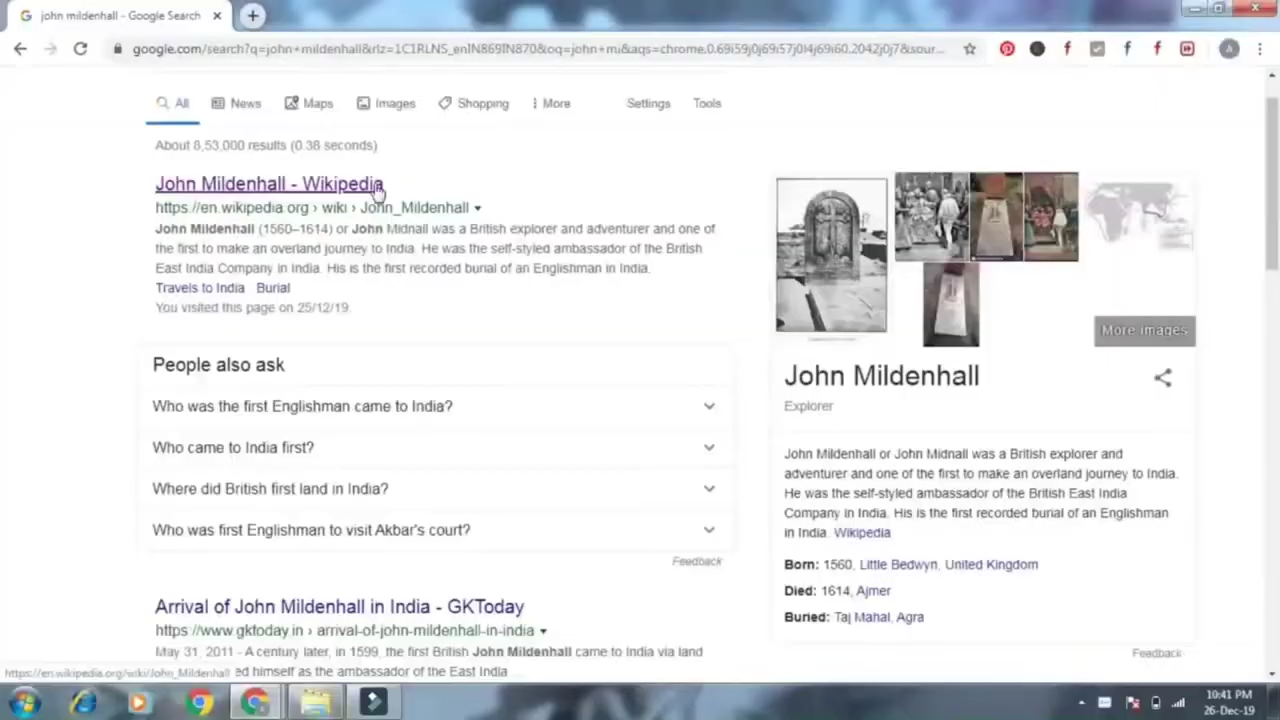 john mildenhall - Google Search
google.com/search?q=john+mildenhall&rlz=1C1RLNS_enIN869IN870&oq=john+mi&aqs=chrome.0.69i59j0j69i57j0l4j69i60.2042j0j7&sour...
All News Maps Images Shopping More Settings Tools
About 8,53,000 results (0.38 seconds)
John Mildenhall - Wikipedia
https://en.wikipedia.org › wiki › John_Mildenhall
John Mildenhall (1560–1614) or John Midnall was a British explorer and adventurer and one of
the first to make an overland journey to India. He was the self-styled ambassador of the British
East India Company in India. His is the first recorded burial of an Englishman in India.
Travels to India Burial
You visited this page on 25/12/19.
People also ask
Who was the first Englishman came to India?
Who came to India first?
Where did British first land in India?
Who was first Englishman to visit Akbar's court?
Feedback
Arrival of John Mildenhall in India - GKToday
https://www.gktoday.in › arrival-of-john-mildenhall-in-india
May 31, 2011 - A century later, in 1599, the first British John Mildenhall came to India via land
ed himself as the ambassador of the East India
https://en.wikipedia.org/wiki/John_Mildenhall
More images
John Mildenhall
Explorer
John Mildenhall or John Midnall was a British explorer and
adventurer and one of the first to make an overland journey to India.
He was the self-styled ambassador of the British East India
Company in India. His is the first recorded burial of an Englishman
in India. Wikipedia
Born: 1560, Little Bedwyn, United Kingdom
Died: 1614, Ajmer
Buried: Taj Mahal, Agra
Feedback
10:41 PM
26-Dec-19